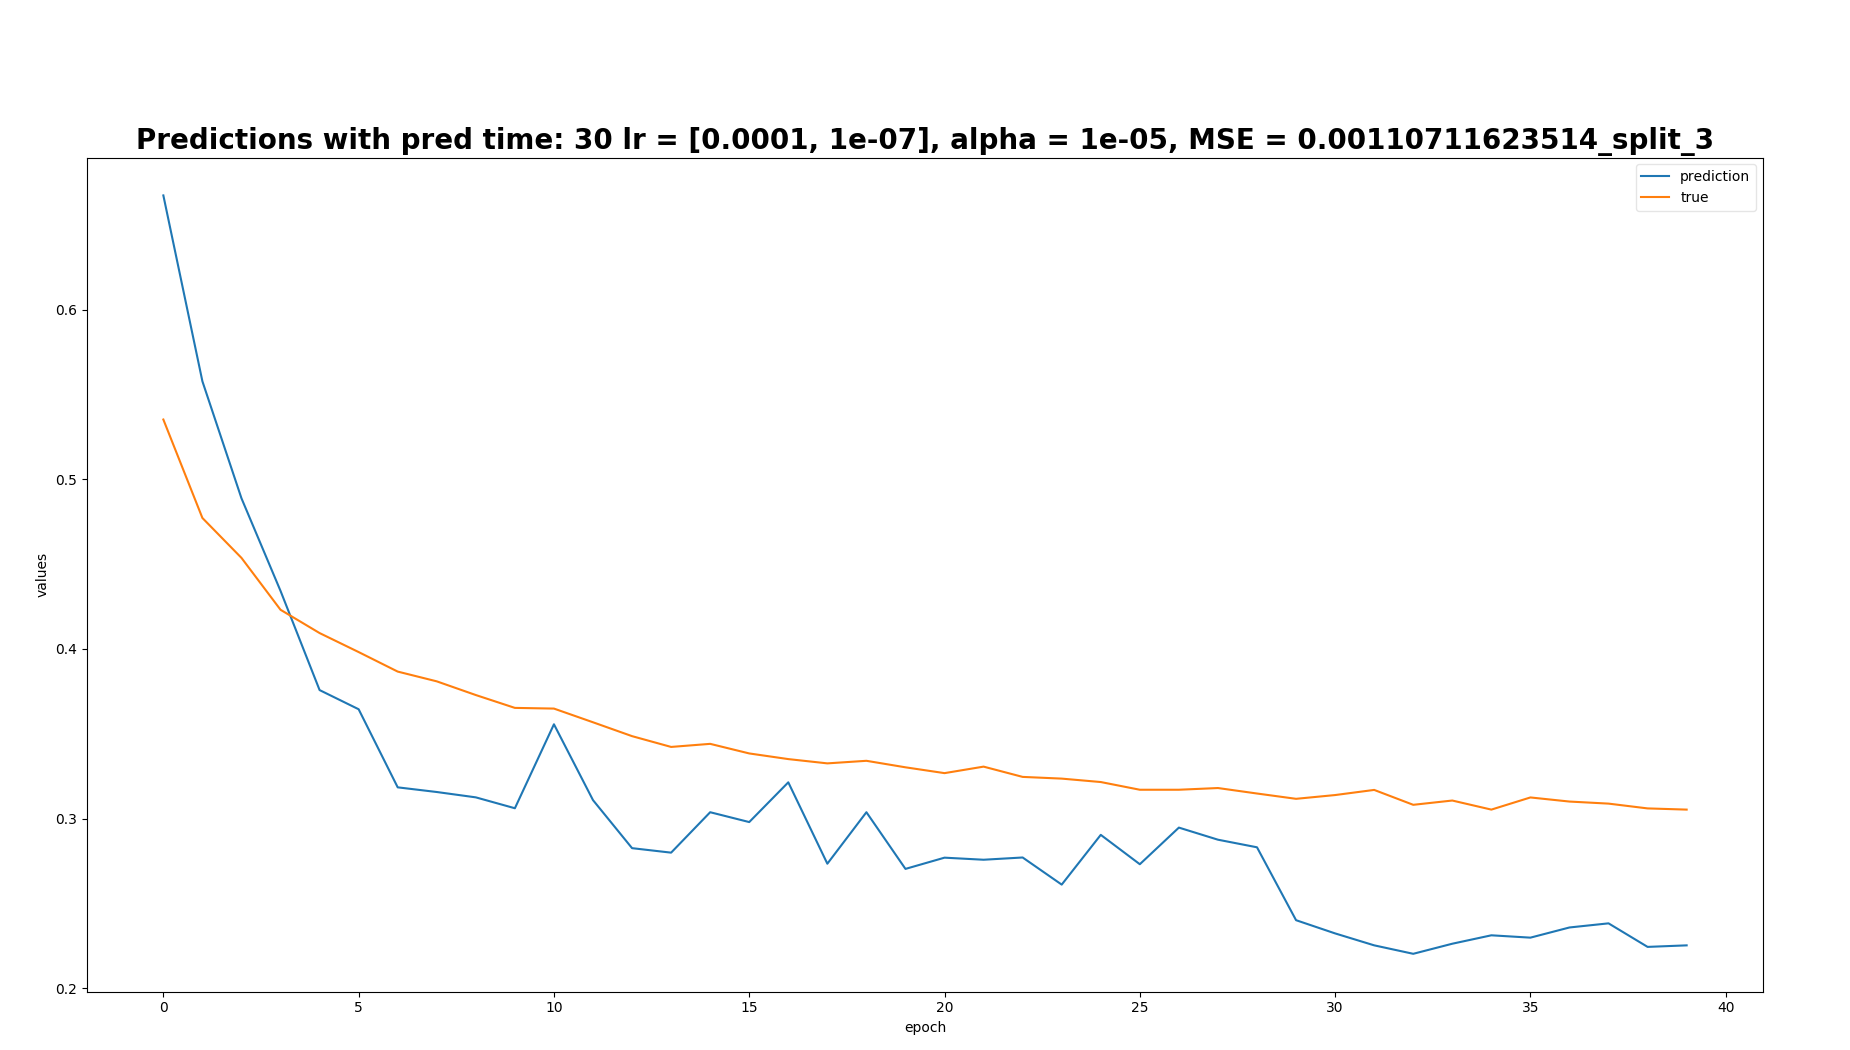 Predictions with pred time: 30 lr = [0.0001, 1e-07], alpha = 1e-05, MSE = 0.00110711623514_split_3
prediction
true
values
0.6
0.5
0.4
0.3
0.2
0 5 10 15 20 25 30 35 40
epoch